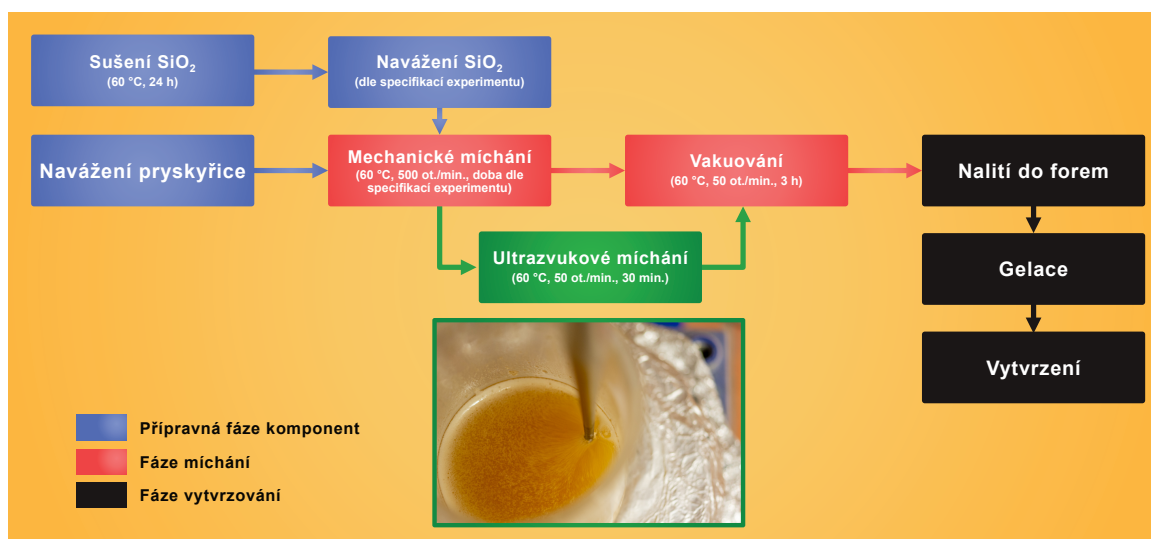 Sušení SiO₂
(60 °C, 24 h)
Navážení SiO₂
(dle specifikací experimentu)
Navážení pryskyřice
Mechanické míchání
(60 °C, 500 ot./min., doba dle
specifikací experimentu)
Vakuování
(60 °C, 50 ot./min., 3 h)
Nalití do forem
Ultrazvukové míchání
(60 °C, 50 ot./min., 30 min.)
Gelace
Vytvrzení
Přípravná fáze komponent
Fáze míchání
Fáze vytvrzování